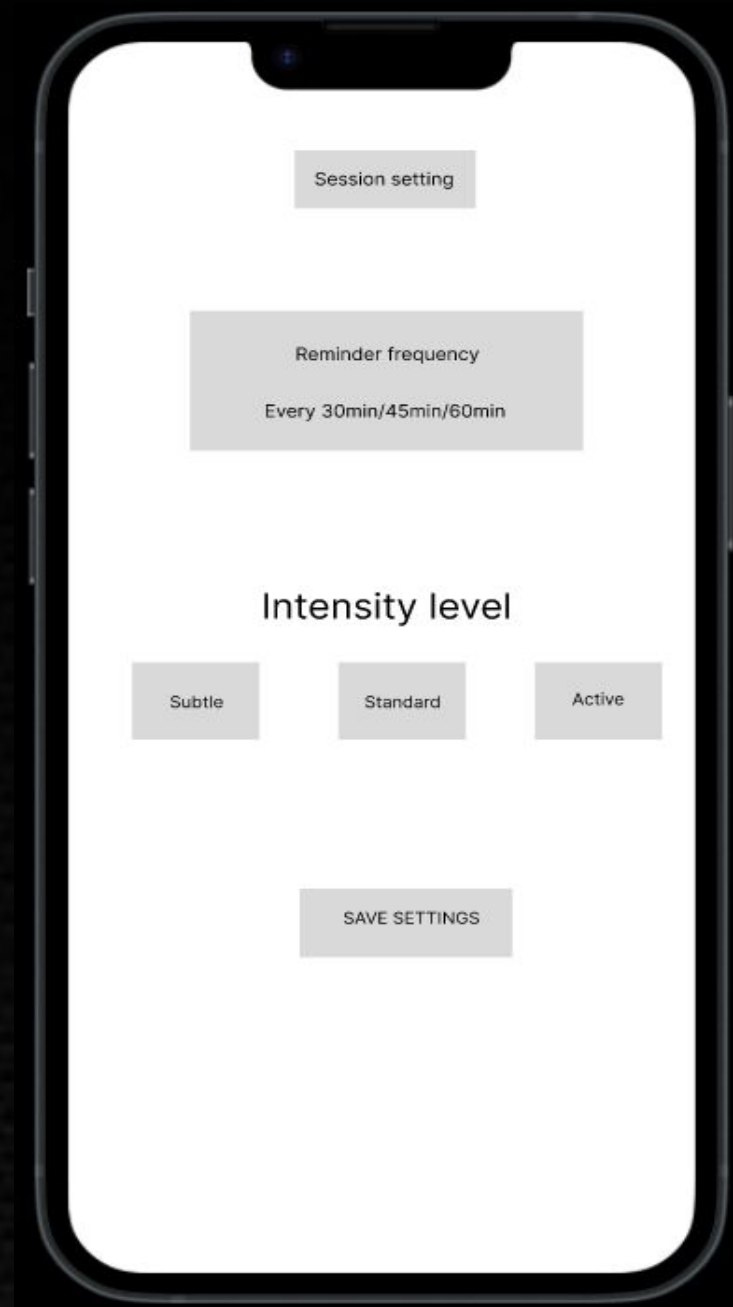 Session setting
Reminder frequency
Every 30min/45min/60min
Intensity level
Subtle
Standard
Active
SAVE SETTINGS